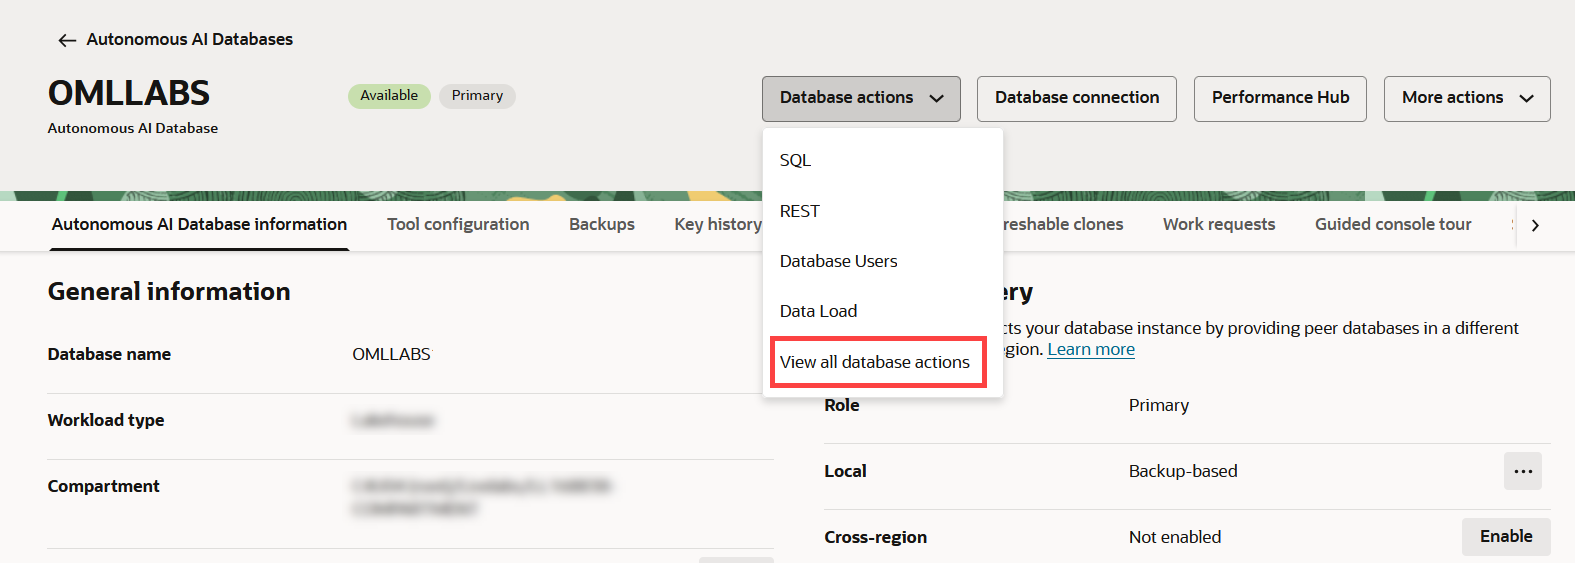 Autonomous AI Databases
OMLLABS
Available
Primary
Autonomous AI Database
Database actions
Database connection
Performance Hub
More actions
SQL
REST
Database Users
Data Load
View all database actions
Autonomous AI Database information
Tool configuration
Backups
Key history
reshable clones
Work requests
Guided console tour
General information
Database name
OMLLABS
Workload type
Compartment
ery
cts your database instance by providing peer databases in a different
egion. Learn more
Role
Primary
Local
Backup-based
Cross-region
Not enabled
Enable